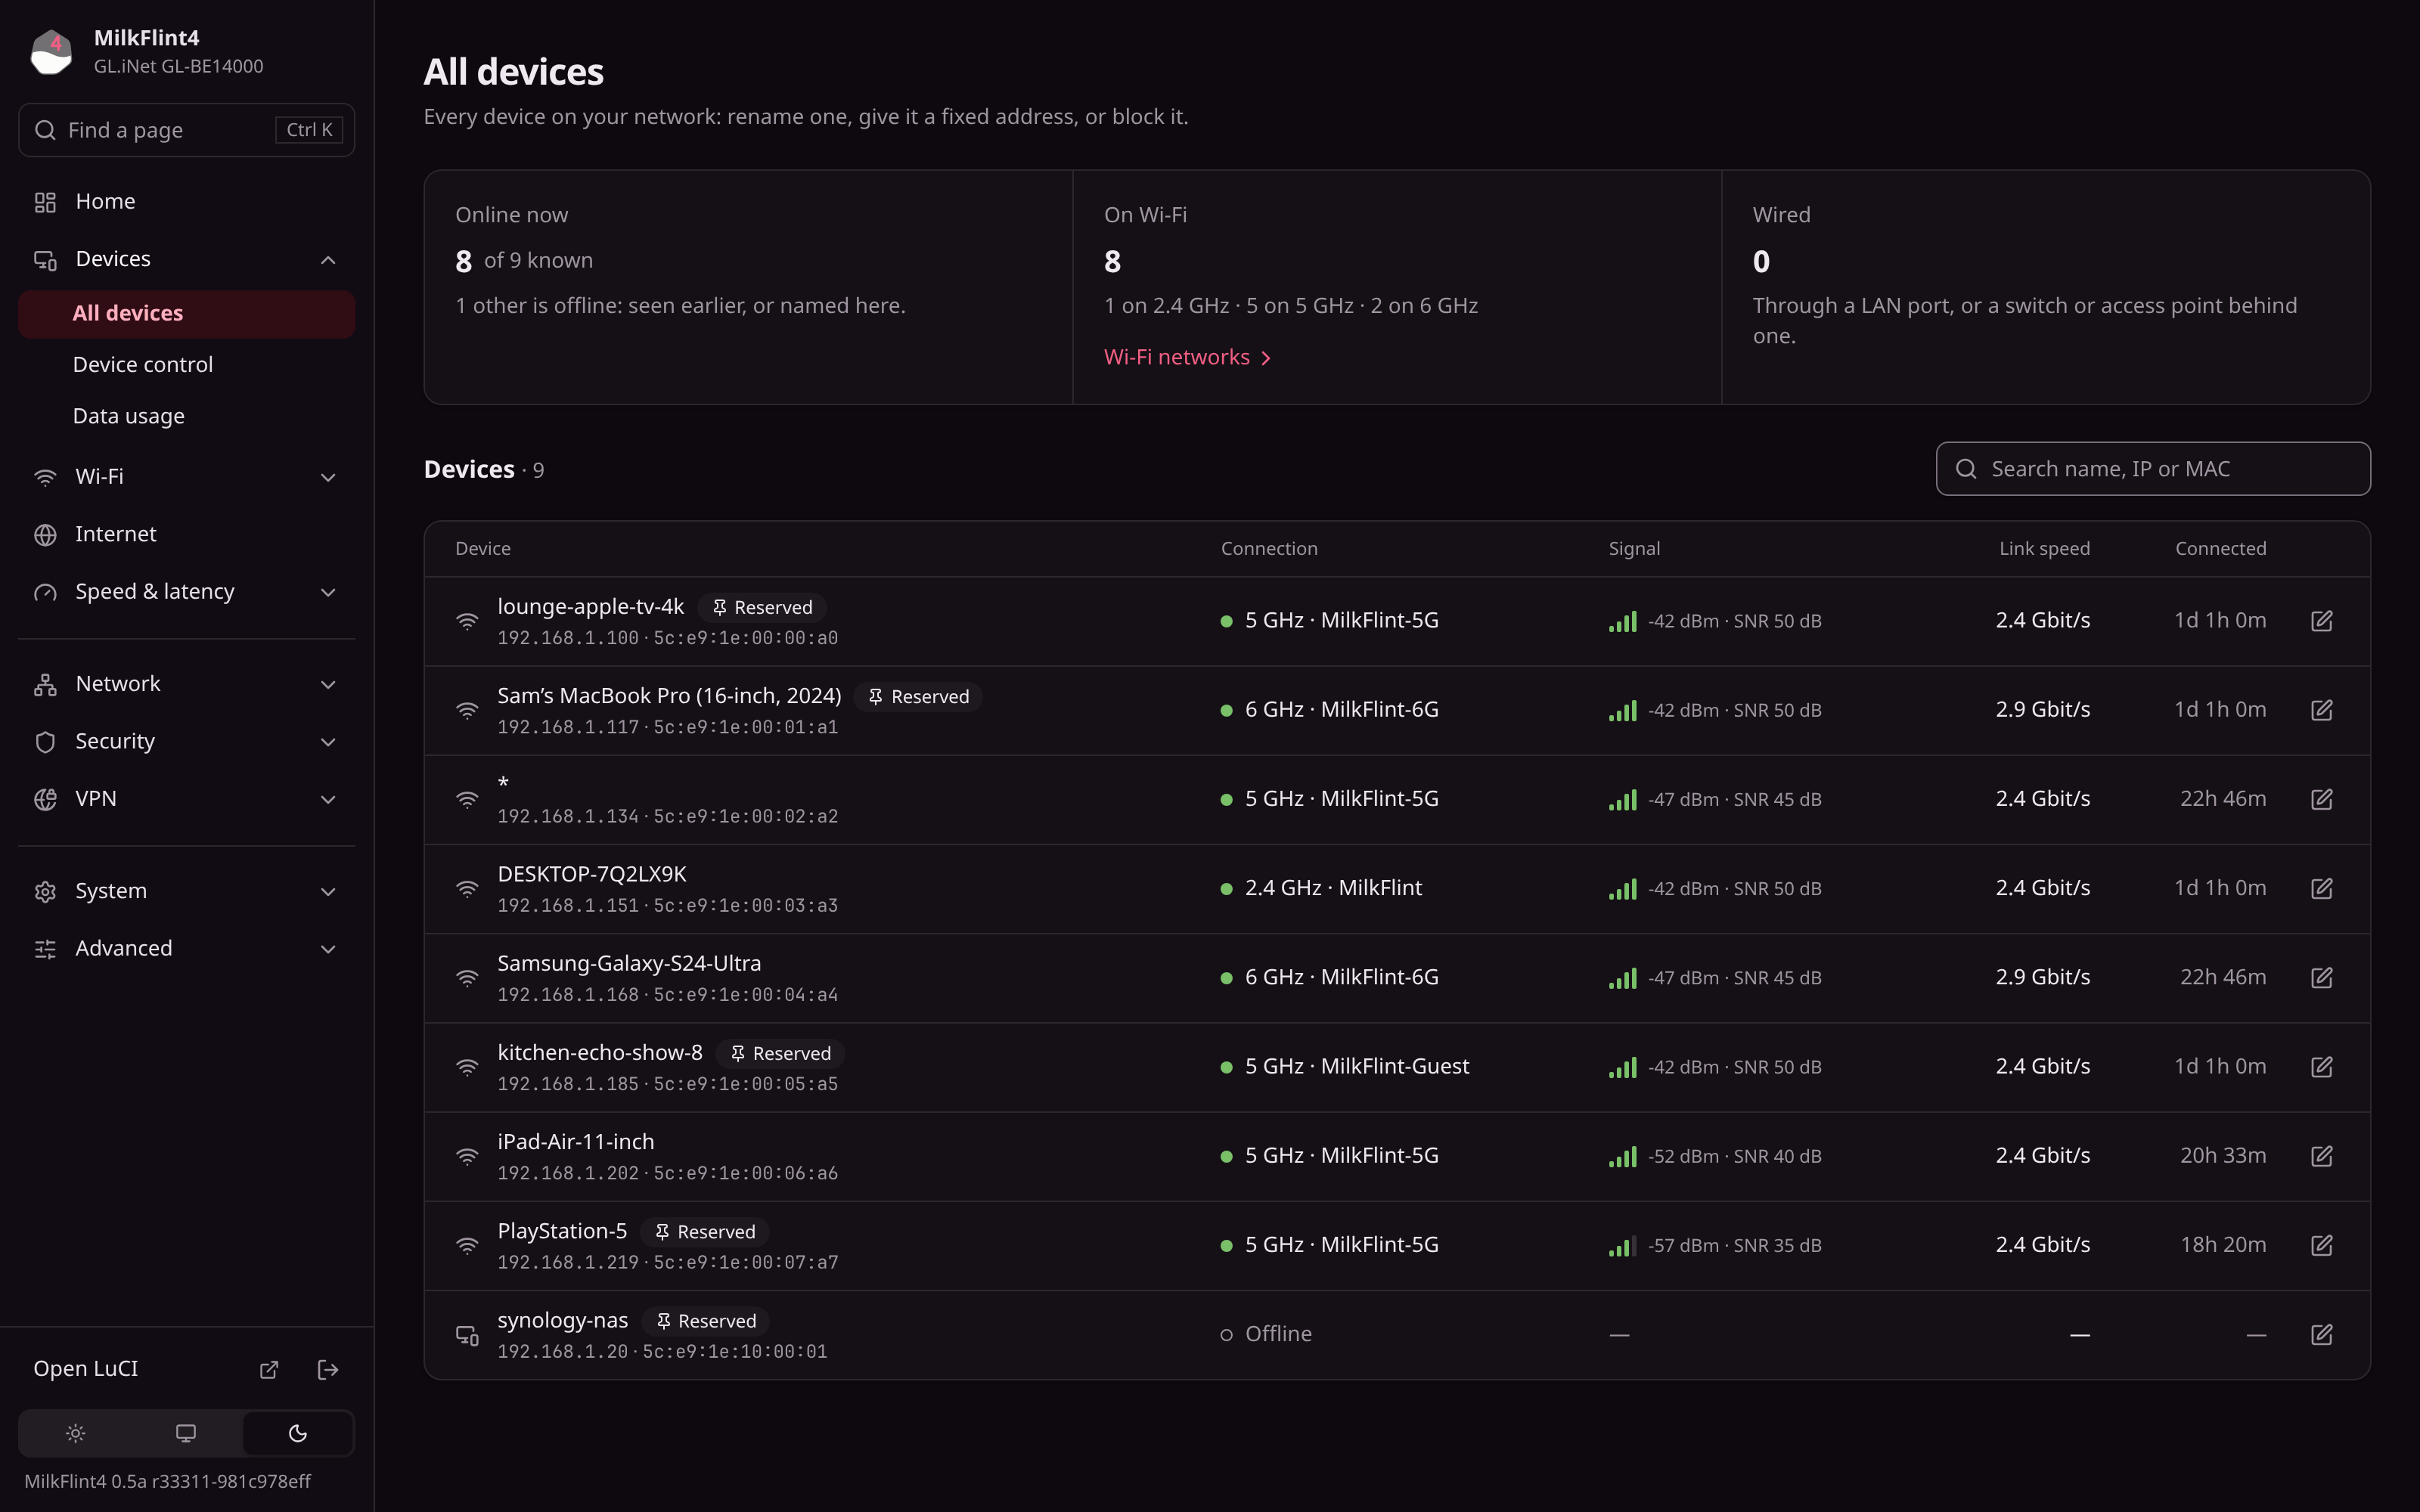 4
MilkFlint4
GL.iNet GL-BE14000
Find a page
Ctrl K
Home
Devices
All devices
Device control
Data usage
Wi-Fi
Internet
Speed & latency
Network
Security
VPN
System
Advanced
Open LuCI
MilkFlint4 0.5a r33311-981c978eff
All devices
Every device on your network: rename one, give it a fixed address, or block it.
Online now
8 of 9 known
1 other is offline: seen earlier, or named here.
On Wi-Fi
8
1 on 2.4 GHz · 5 on 5 GHz · 2 on 6 GHz
Wi-Fi networks
Wired
0
Through a LAN port, or a switch or access point behind
one.
Devices · 9
Search name, IP or MAC
Device Connection Signal Link speed Connected
lounge-apple-tv-4k Reserved
192.168.1.100 · 5c:e9:1e:00:00:a0
5 GHz · MilkFlint-5G -42 dBm · SNR 50 dB 2.4 Gbit/s 1d 1h 0m
Sam’s MacBook Pro (16-inch, 2024) Reserved
192.168.1.117 · 5c:e9:1e:00:01:a1
6 GHz · MilkFlint-6G -42 dBm · SNR 50 dB 2.9 Gbit/s 1d 1h 0m
*
192.168.1.134 · 5c:e9:1e:00:02:a2
5 GHz · MilkFlint-5G -47 dBm · SNR 45 dB 2.4 Gbit/s 22h 46m
DESKTOP-7Q2LX9K
192.168.1.151 · 5c:e9:1e:00:03:a3
2.4 GHz · MilkFlint -42 dBm · SNR 50 dB 2.4 Gbit/s 1d 1h 0m
Samsung-Galaxy-S24-Ultra
192.168.1.168 · 5c:e9:1e:00:04:a4
6 GHz · MilkFlint-6G -47 dBm · SNR 45 dB 2.9 Gbit/s 22h 46m
kitchen-echo-show-8 Reserved
192.168.1.185 · 5c:e9:1e:00:05:a5
5 GHz · MilkFlint-Guest -42 dBm · SNR 50 dB 2.4 Gbit/s 1d 1h 0m
iPad-Air-11-inch
192.168.1.202 · 5c:e9:1e:00:06:a6
5 GHz · MilkFlint-5G -52 dBm · SNR 40 dB 2.4 Gbit/s 20h 33m
PlayStation-5 Reserved
192.168.1.219 · 5c:e9:1e:00:07:a7
5 GHz · MilkFlint-5G -57 dBm · SNR 35 dB 2.4 Gbit/s 18h 20m
synology-nas Reserved
192.168.1.20 · 5c:e9:1e:10:00:01
Offline — — —